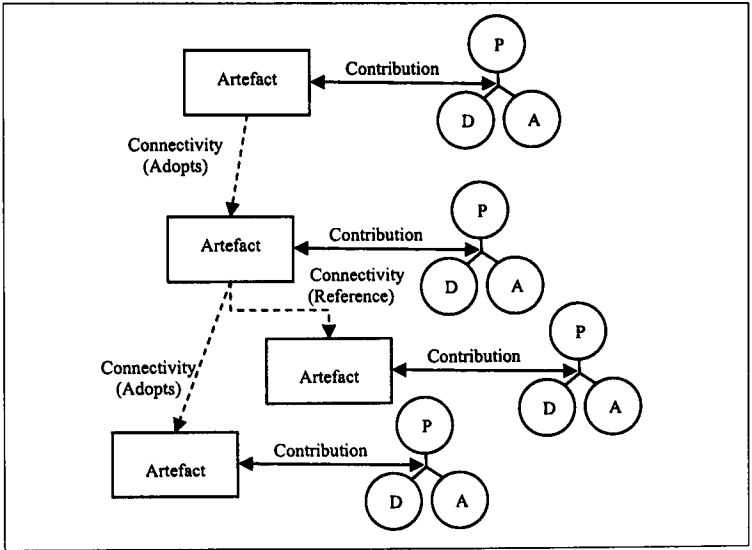 P
Artefact
Contribution
D
A
Connectivity
(Adopts)
P
Artefact
Contribution
D
A
Connectivity
(Reference)
P
Artefact
Contribution
D
A
Connectivity
(Adopts)
P
Artefact
Contribution
D
A